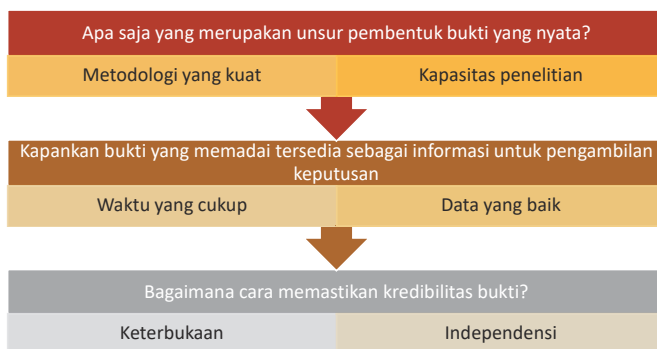 Apa saja yang merupakan unsur pembentuk bukti yang nyata?
Metodologi yang kuat
Kapasitas penelitian
Kapankan bukti yang memadai tersedia sebagai informasi untuk pengambilan
keputusan
Waktu yang cukup
Data yang baik
Bagaimana cara memastikan kredibilitas bukti?
Keterbukaan
Independensi